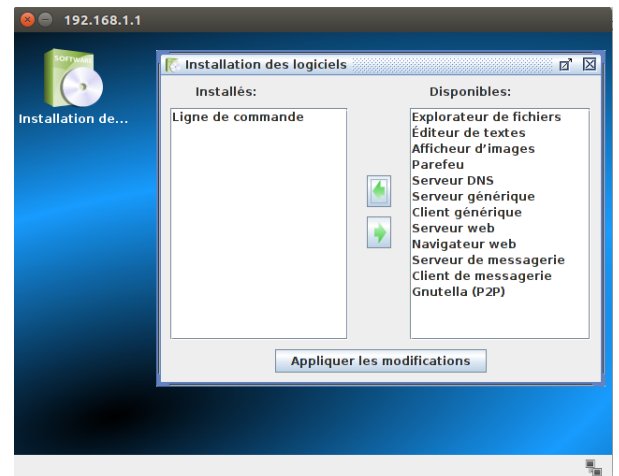 192.168.1.1
SOFTWARE
Installation de...
Installation des logiciels
Installés:
Ligne de commande
Disponibles:
Explorateur de fichiers
Éditeur de textes
Afficheur d'images
Parefeu
Serveur DNS
Serveur générique
Client générique
Serveur web
Navigateur web
Serveur de messagerie
Client de messagerie
Gnutella (P2P)
Appliquer les modifications